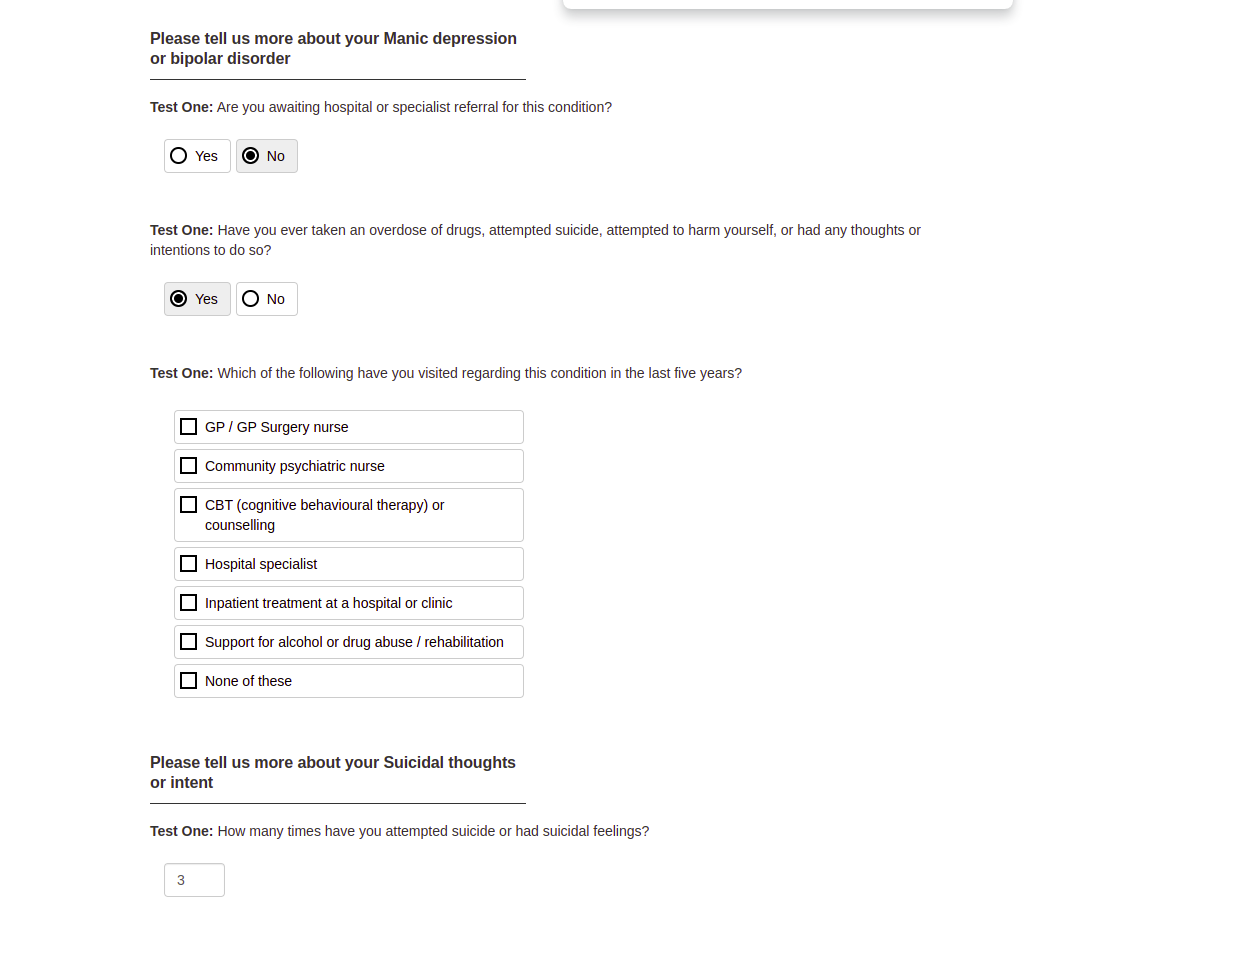 Please tell us more about your Manic depression
or bipolar disorder
Test One: Are you awaiting hospital or specialist referral for this condition?
Yes No
Test One: Have you ever taken an overdose of drugs, attempted suicide, attempted to harm yourself, or had any thoughts or
intentions to do so?
Yes No
Test One: Which of the following have you visited regarding this condition in the last five years?
GP / GP Surgery nurse
Community psychiatric nurse
CBT (cognitive behavioural therapy) or
counselling
Hospital specialist
Inpatient treatment at a hospital or clinic
Support for alcohol or drug abuse / rehabilitation
None of these
Please tell us more about your Suicidal thoughts
or intent
Test One: How many times have you attempted suicide or had suicidal feelings?
3